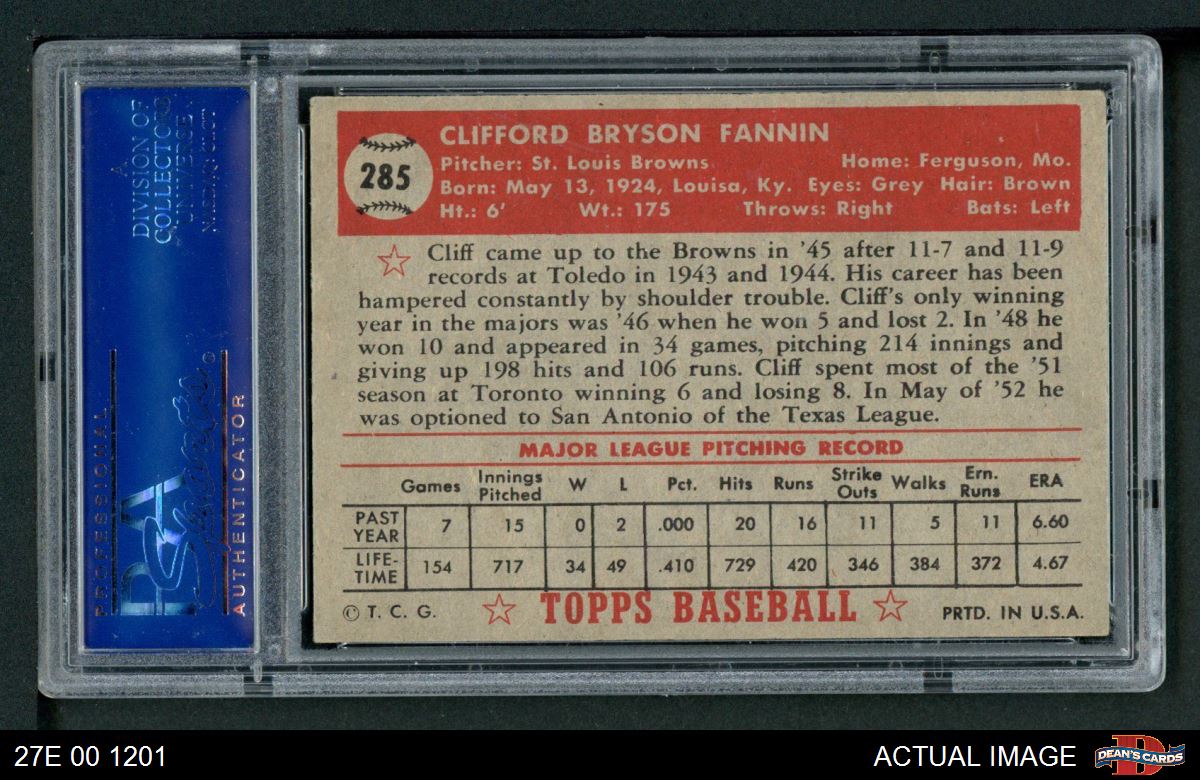 A
DIVISION OF
COLLECTORS
UNIVERSE
NASDAQ: CLCT
PROFESSIONAL
PSA
AUTHENTICATOR
285
CLIFFORD BRYSON FANNIN
Pitcher: St. Louis Browns Home: Ferguson, Mo.
Born: May 13, 1924, Louisa, Ky. Eyes: Grey Hair: Brown
Ht.: 6' Wt.: 175 Throws: Right Bats: Left
Cliff came up to the Browns in '45 after 11-7 and 11-9
records at Toledo in 1943 and 1944. His career has been
hampered constantly by shoulder trouble. Cliff's only winning
year in the majors was '46 when he won 5 and lost 2. In '48 he
won 10 and appeared in 34 games, pitching 214 innings and
giving up 198 hits and 106 runs. Cliff spent most of the '51
season at Toronto winning 6 and losing 8. In May of '52 he
was optioned to San Antonio of the Texas League.
MAJOR LEAGUE PITCHING RECORD
Games Innings Pitched W L Pct. Hits Runs Strike Outs Walks Ern. Runs ERA
PAST YEAR 7 15 0 2 .000 20 16 11 5 11 6.60
LIFE-TIME 154 717 34 49 .410 729 420 346 384 372 4.67
© T. C. G. TOPPS BASEBALL PRTD. IN U.S.A.
27E 00 1201 ACTUAL IMAGE DEAN'S CARDS